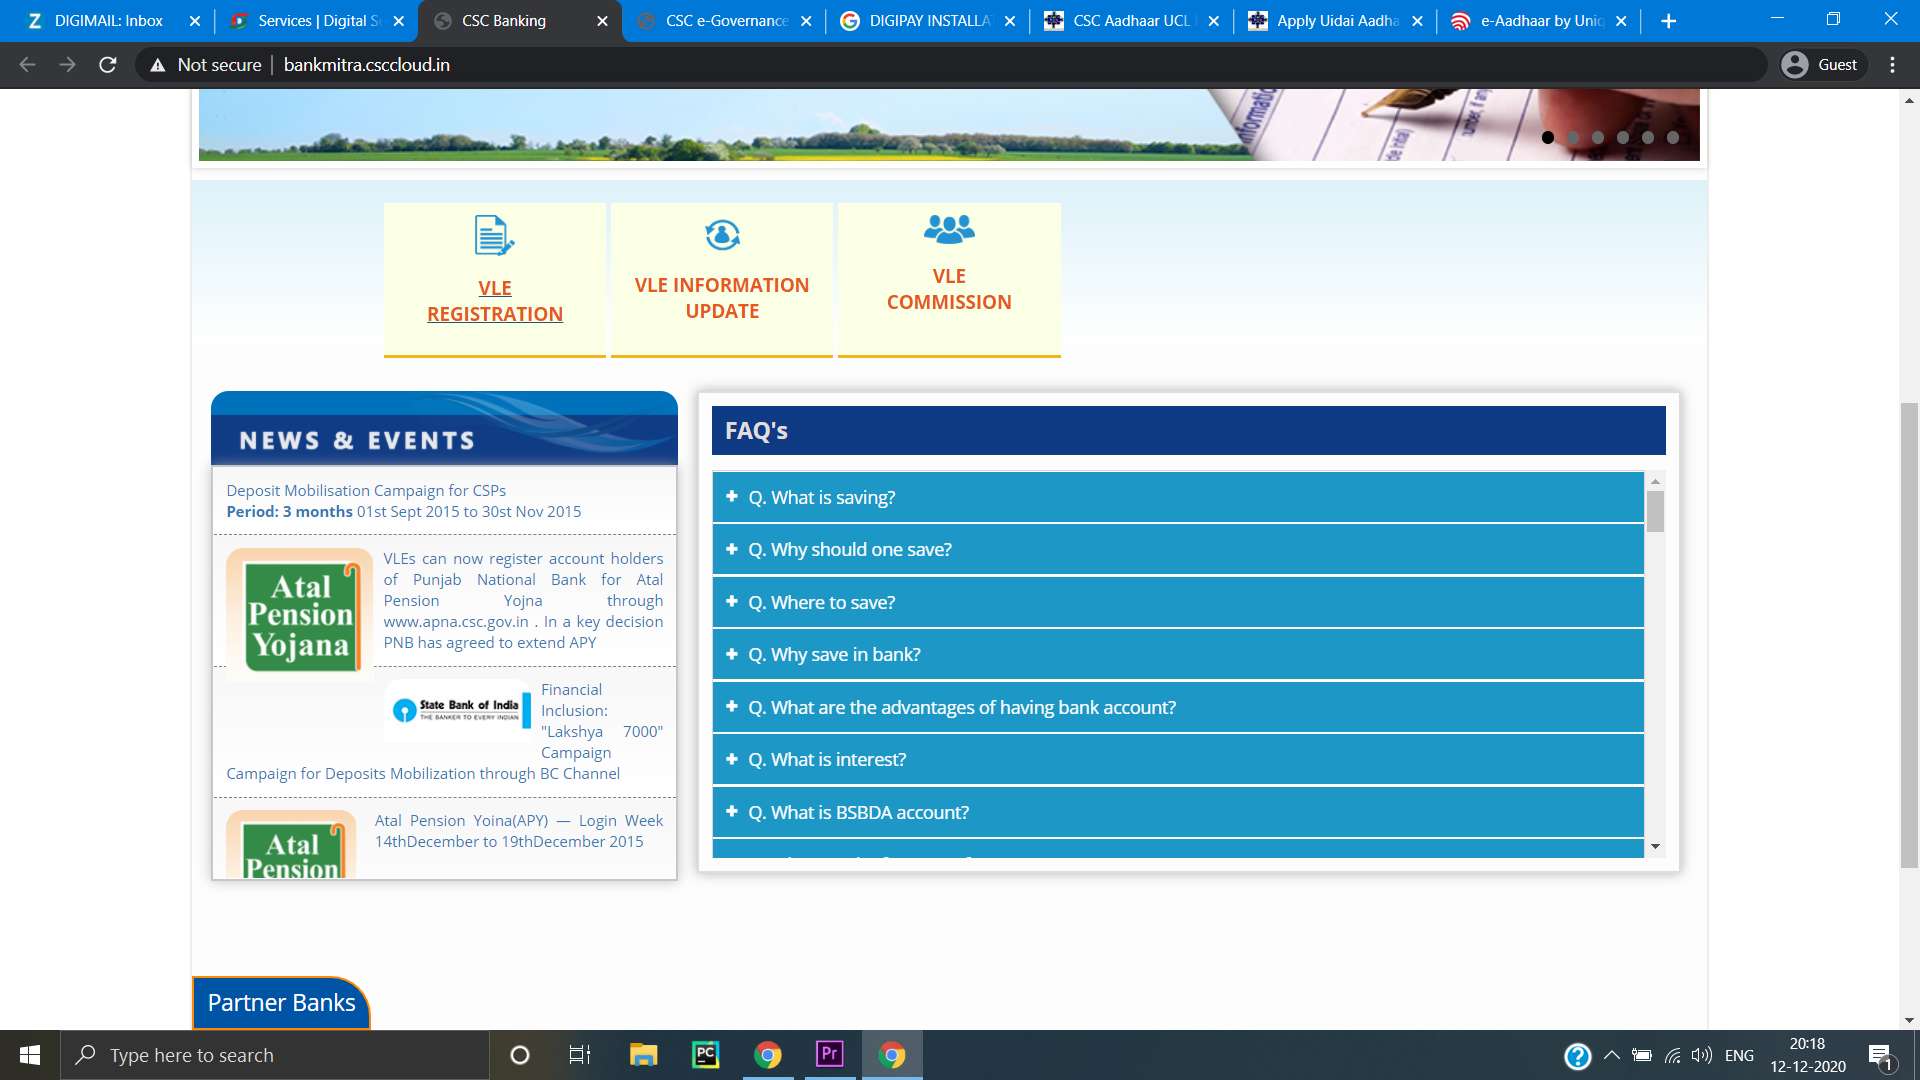 DIGIMAIL: Inbox
Services | Digital Se
CSC Banking
CSC e-Governance
DIGIPAY INSTALLA
CSC Aadhaar UCL
Apply Uidai Aadha
e-Aadhaar by Uniq
Not secure
bankmitra.csccloud.in
Guest
VLE
REGISTRATION
VLE INFORMATION
UPDATE
VLE
COMMISSION
NEWS & EVENTS
Deposit Mobilisation Campaign for CSPs
Period: 3 months 01st Sept 2015 to 30st Nov 2015
Atal
Pension
Yojana
VLEs can now register account holders
of Punjab National Bank for Atal
Pension Yojna through
www.apna.csc.gov.in . In a key decision
PNB has agreed to extend APY
State Bank of India
THE BANKER TO EVERY INDIAN
Financial
Inclusion:
"Lakshya 7000"
Campaign
Campaign for Deposits Mobilization through BC Channel
Atal
Pension
Atal Pension Yoina(APY) — Login Week
14thDecember to 19thDecember 2015
FAQ's
Q. What is saving?
Q. Why should one save?
Q. Where to save?
Q. Why save in bank?
Q. What are the advantages of having bank account?
Q. What is interest?
Q. What is BSBDA account?
Partner Banks
Type here to search
PC
Pr
ENG
20:18
12-12-2020
1